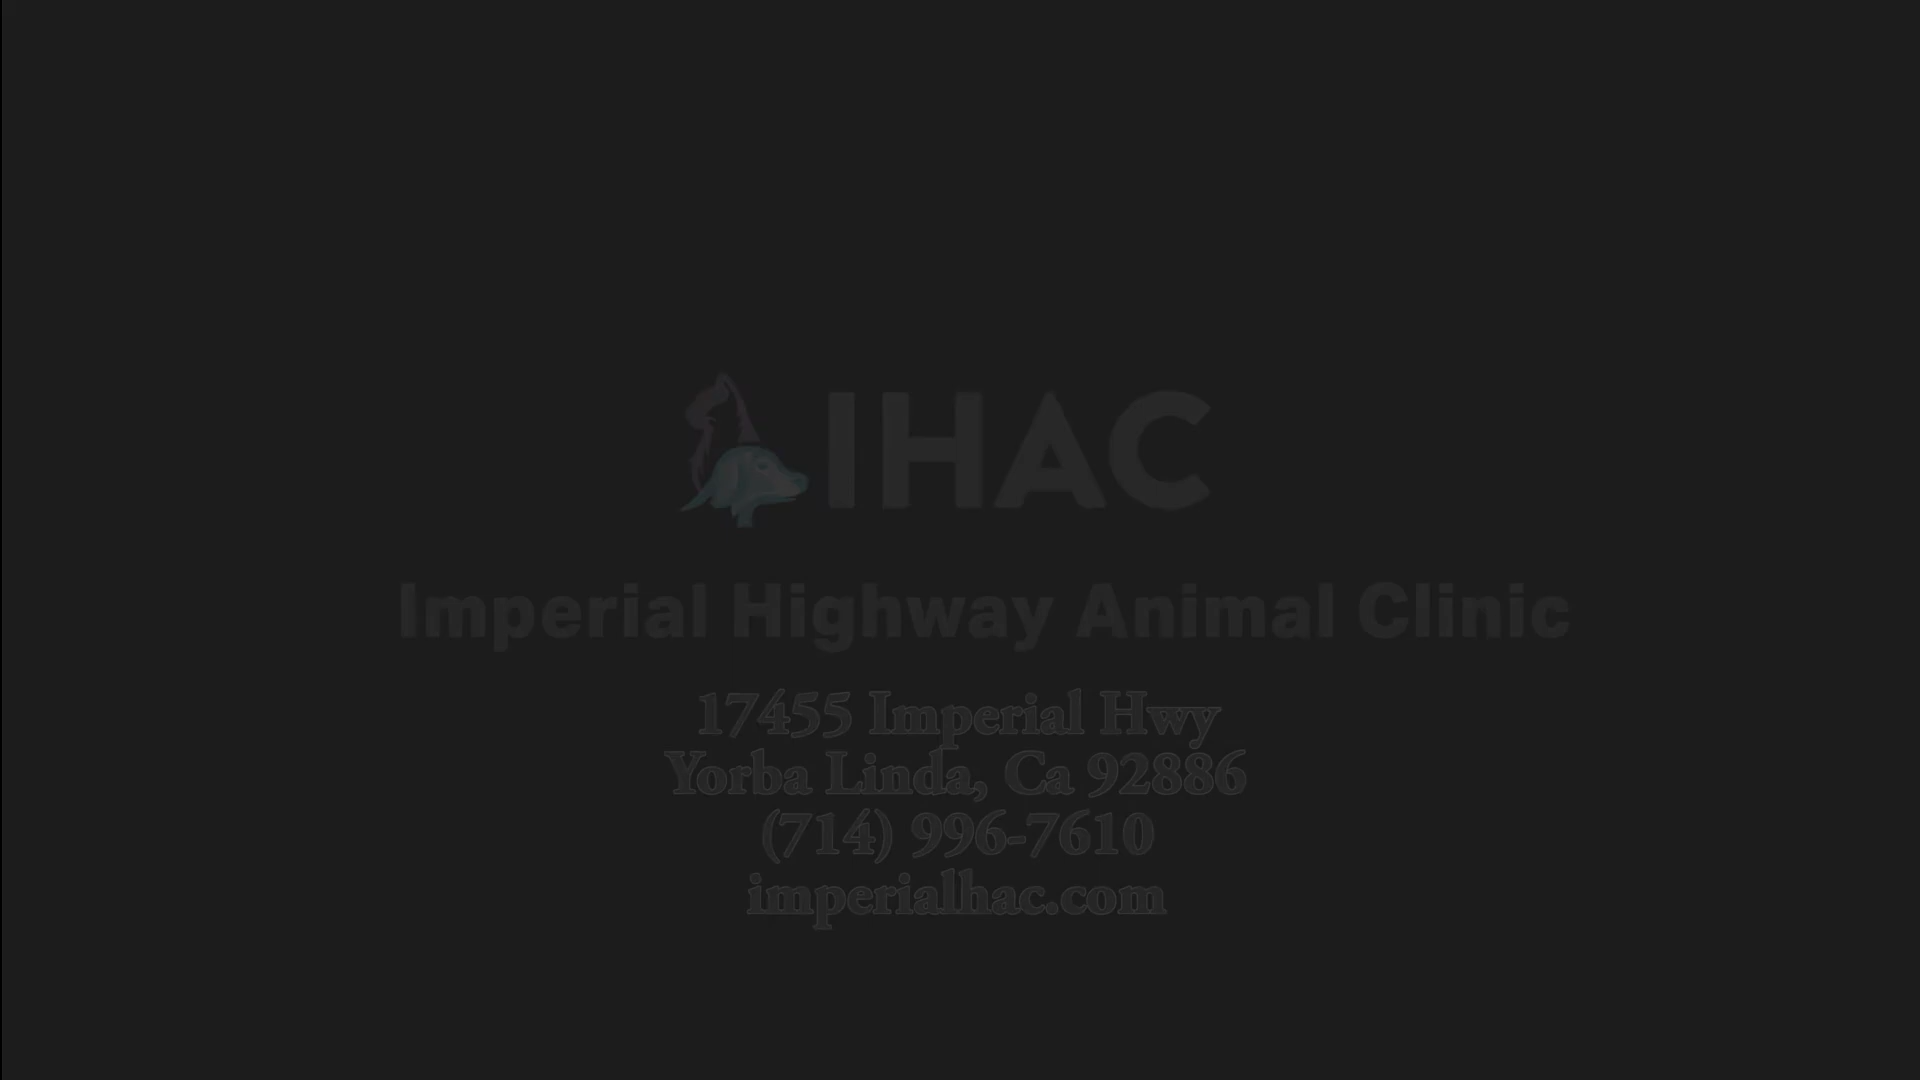 IHAC
Imperial Highway Animal Clinic
17455 Imperial Hwy
Yorba Linda, Ca 92886
(714) 996-7610
imperialhac.com